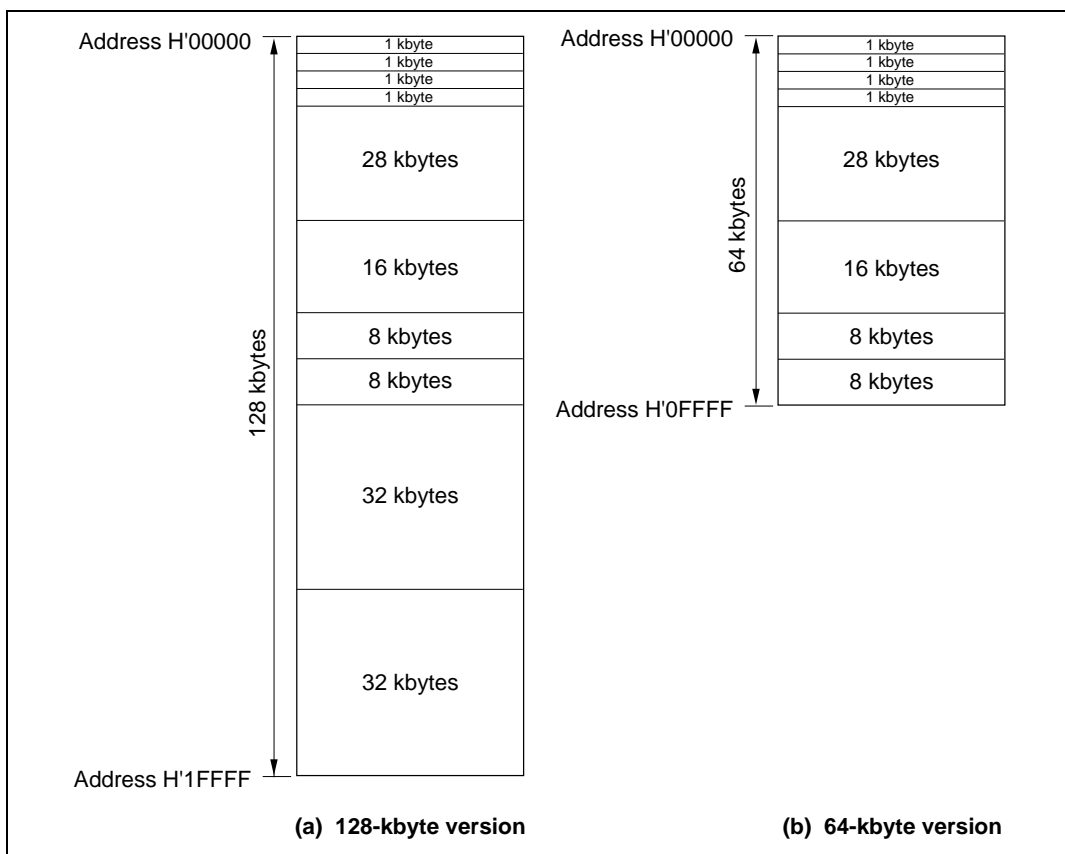 Address H'00000
1 kbyte
1 kbyte
1 kbyte
1 kbyte
28 kbytes
16 kbytes
8 kbytes
8 kbytes
32 kbytes
32 kbytes
128 kbytes
Address H'1FFFF
(a) 128-kbyte version
Address H'00000
1 kbyte
1 kbyte
1 kbyte
1 kbyte
28 kbytes
16 kbytes
8 kbytes
8 kbytes
64 kbytes
Address H'0FFFF
(b) 64-kbyte version